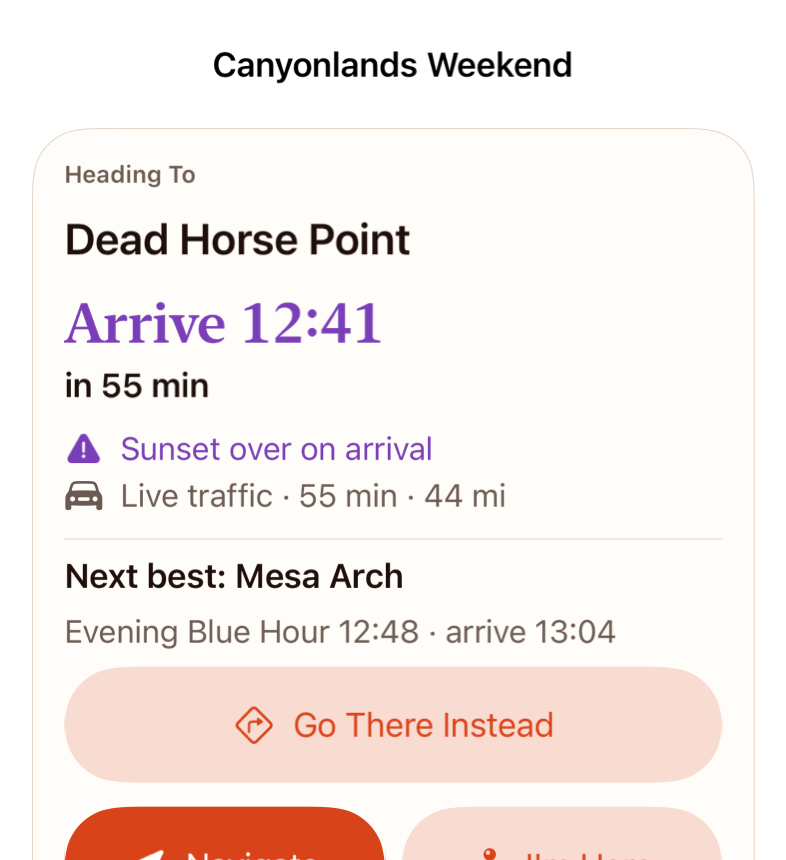 Canyonlands Weekend
Heading To
Dead Horse Point
Arrive 12:41
in 55 min
Sunset over on arrival
Live traffic · 55 min · 44 mi
Next best: Mesa Arch
Evening Blue Hour 12:48 · arrive 13:04
Go There Instead
Navigate